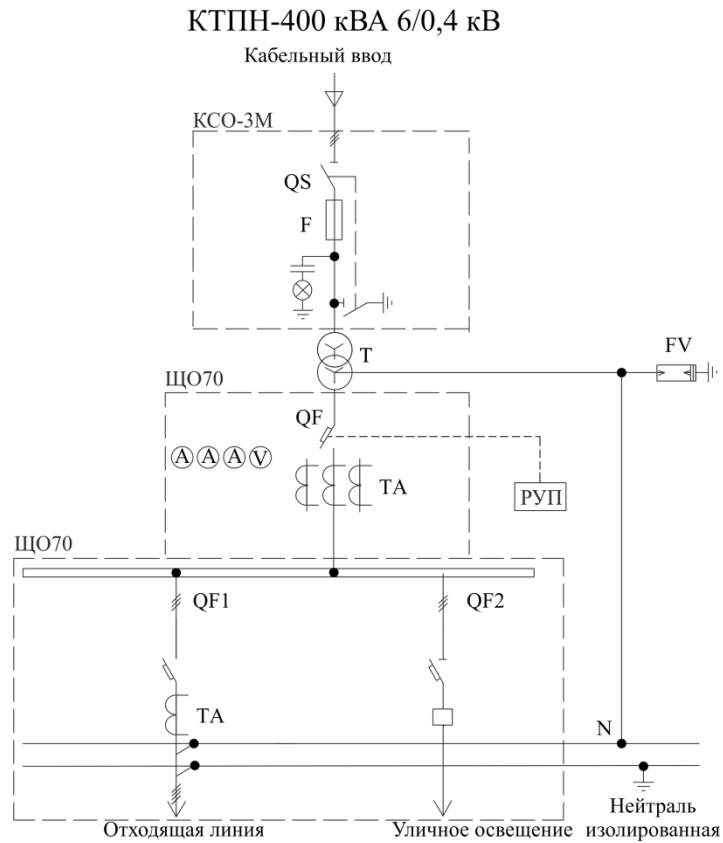 КТПН-400 кВА 6/0,4 кВ
Кабельный ввод
КСО-3М
QS
F
T
FV
ЩО70
QF
A A A V
TA
РУП
ЩО70
QF1
QF2
TA
N
Отходящая линия
Уличное освещение
Нейтраль
изолированная